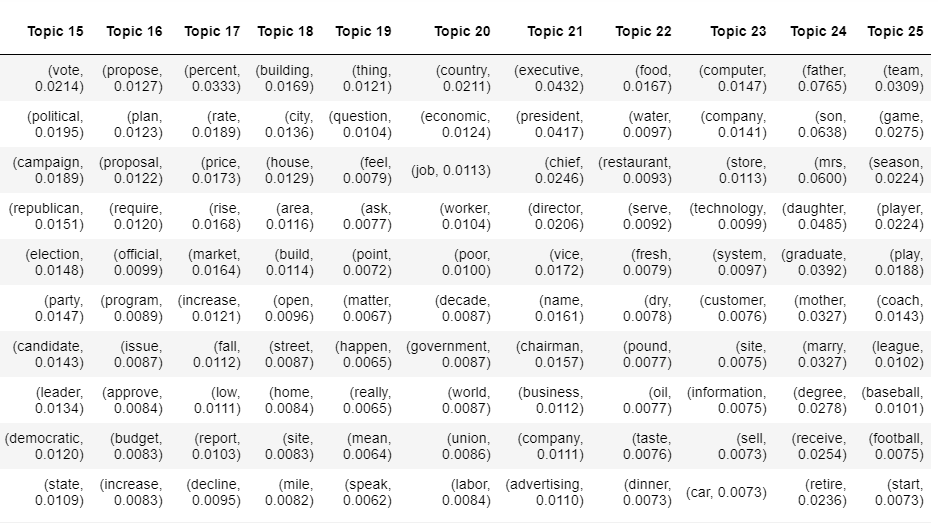 Topic 15 Topic 16 Topic 17 Topic 18 Topic 19 Topic 20 Topic 21 Topic 22 Topic 23 Topic 24 Topic 25
(vote, 0.0214) (propose, 0.0127) (percent, 0.0333) (building, 0.0169) (thing, 0.0121) (country, 0.0211) (executive, 0.0432) (food, 0.0167) (computer, 0.0147) (father, 0.0765) (team, 0.0309)
(political, 0.0195) (plan, 0.0123) (rate, 0.0189) (city, 0.0136) (question, 0.0104) (economic, 0.0124) (president, 0.0417) (water, 0.0097) (company, 0.0141) (son, 0.0638) (game, 0.0275)
(campaign, 0.0189) (proposal, 0.0122) (price, 0.0173) (house, 0.0129) (feel, 0.0079) (job, 0.0113) (chief, 0.0246) (restaurant, 0.0093) (store, 0.0113) (mrs, 0.0600) (season, 0.0224)
(republican, 0.0151) (require, 0.0120) (rise, 0.0168) (area, 0.0116) (ask, 0.0077) (worker, 0.0104) (director, 0.0206) (serve, 0.0092) (technology, 0.0099) (daughter, 0.0485) (player, 0.0224)
(election, 0.0148) (official, 0.0099) (market, 0.0164) (build, 0.0114) (point, 0.0072) (poor, 0.0100) (vice, 0.0172) (fresh, 0.0079) (system, 0.0097) (graduate, 0.0392) (play, 0.0188)
(party, 0.0147) (program, 0.0089) (increase, 0.0121) (open, 0.0096) (matter, 0.0067) (decade, 0.0087) (name, 0.0161) (dry, 0.0078) (customer, 0.0076) (mother, 0.0327) (coach, 0.0143)
(candidate, 0.0143) (issue, 0.0087) (fall, 0.0112) (street, 0.0087) (happen, 0.0065) (government, 0.0087) (chairman, 0.0157) (pound, 0.0077) (site, 0.0075) (marry, 0.0327) (league, 0.0102)
(leader, 0.0134) (approve, 0.0084) (low, 0.0111) (home, 0.0084) (really, 0.0065) (world, 0.0087) (business, 0.0112) (oil, 0.0077) (information, 0.0075) (degree, 0.0278) (baseball, 0.0101)
(democratic, 0.0120) (budget, 0.0083) (report, 0.0103) (site, 0.0083) (mean, 0.0064) (union, 0.0086) (company, 0.0111) (taste, 0.0076) (sell, 0.0073) (receive, 0.0254) (football, 0.0075)
(state, 0.0109) (increase, 0.0083) (decline, 0.0095) (mile, 0.0082) (speak, 0.0062) (labor, 0.0084) (advertising, 0.0110) (dinner, 0.0073) (car, 0.0073) (retire, 0.0236) (start, 0.0073)